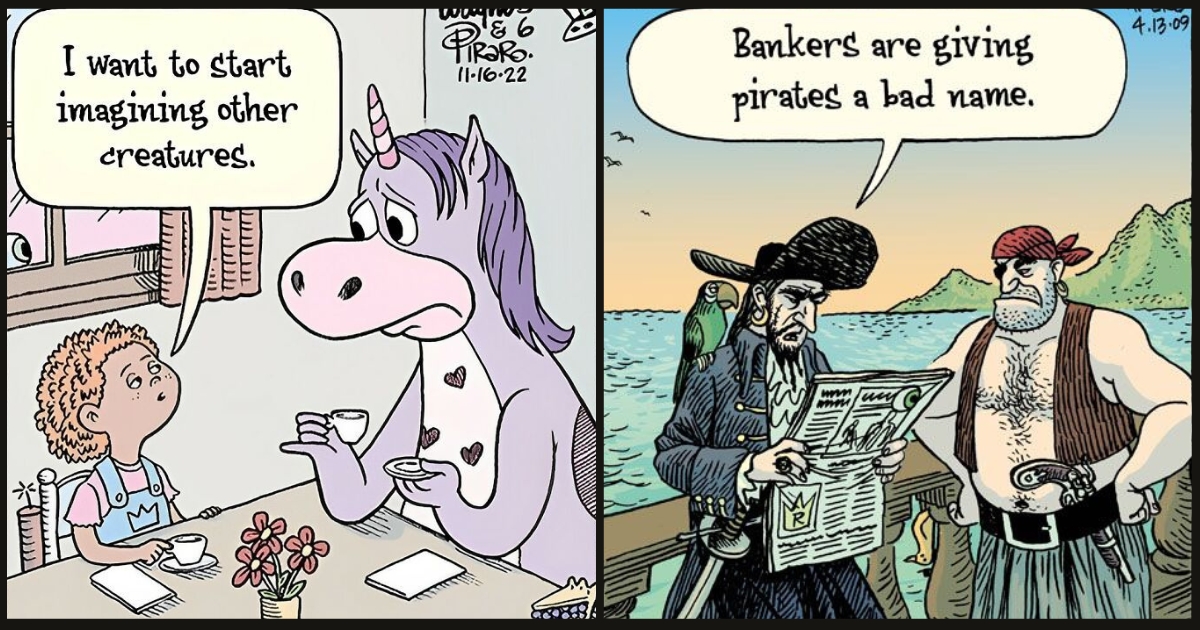 I want to start
imagining other
creatures.
& 6
PIRARO.
11·16·22
Bankers are giving
pirates a bad name.
4·13·09
R